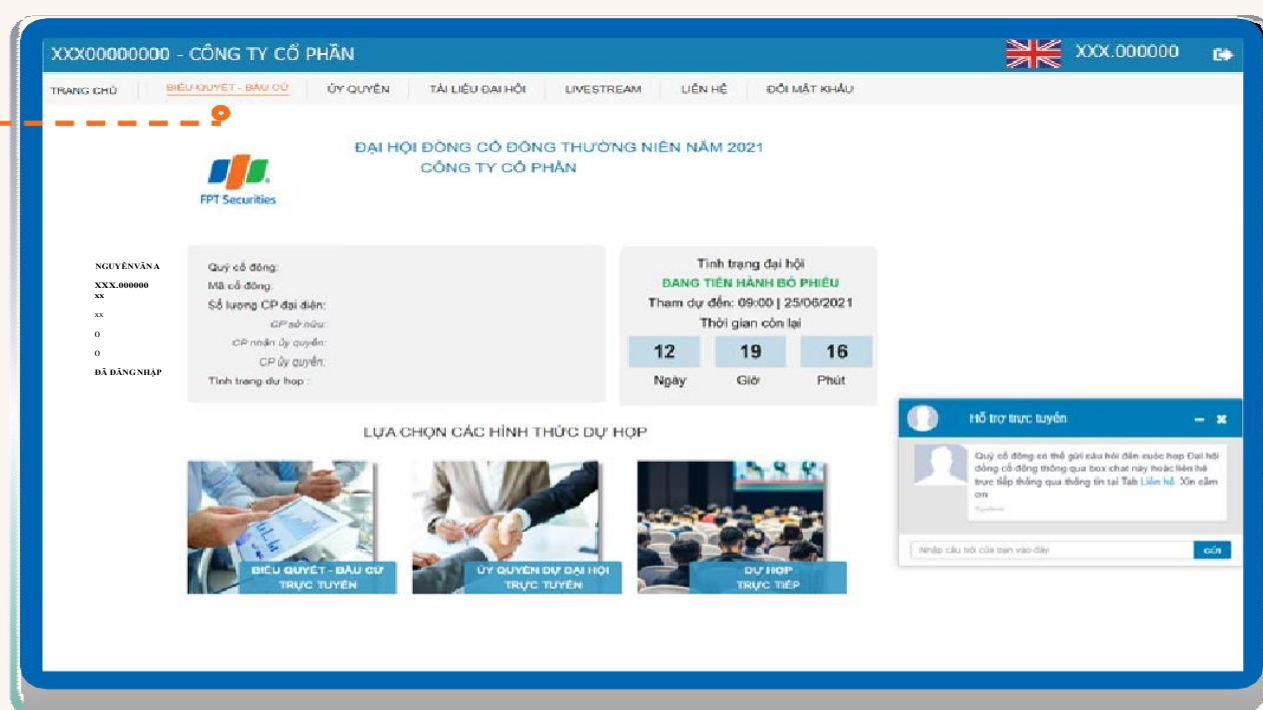 XXX00000000 - CÔNG TY CỔ PHẦN
XXX.000000
TRANG CHỦ
BIỂU QUYẾT - BẦU CỬ
ỦY QUYỀN
TÀI LIỆU ĐẠI HỘI
LIVESTREAM
LIÊN HỆ
ĐỔI MẬT KHẨU
ĐẠI HỘI ĐỒNG CỔ ĐÔNG THƯỜNG NIÊN NĂM 2021
CÔNG TY CỔ PHẦN
FPT Securities
NGUYỄN VĂN A
XXX.000000
xx
xx
0
0
ĐÃ ĐĂNG NHẬP
Quý cổ đông:
Mã cổ đông:
Số lượng CP đại diện:
CP sở hữu:
CP nhận ủy quyền:
CP ủy quyền:
Tình trạng dự họp :
Tình trạng đại hội
ĐANG TIẾN HÀNH BỎ PHIẾU
Tham dự đến: 09:00 | 25/06/2021
Thời gian còn lại
12 19 16
Ngày Giờ Phút
LỰA CHỌN CÁC HÌNH THỨC DỰ HỌP
BIỂU QUYẾT - BẦU CỬ
TRỰC TUYẾN
ỦY QUYỀN DỰ ĐẠI HỘI
TRỰC TUYẾN
DỰ HỌP
TRỰC TIẾP
Hỗ trợ trực tuyến
Quý cổ đông có thể gửi câu hỏi đến cuộc họp Đại hội
đồng cổ đông thông qua box chat này hoặc liên hệ
trực tiếp thông qua thông tin tại Tab Liên hệ. Xin cảm
ơn
System
Nhập câu hỏi của bạn vào đây
GỬI